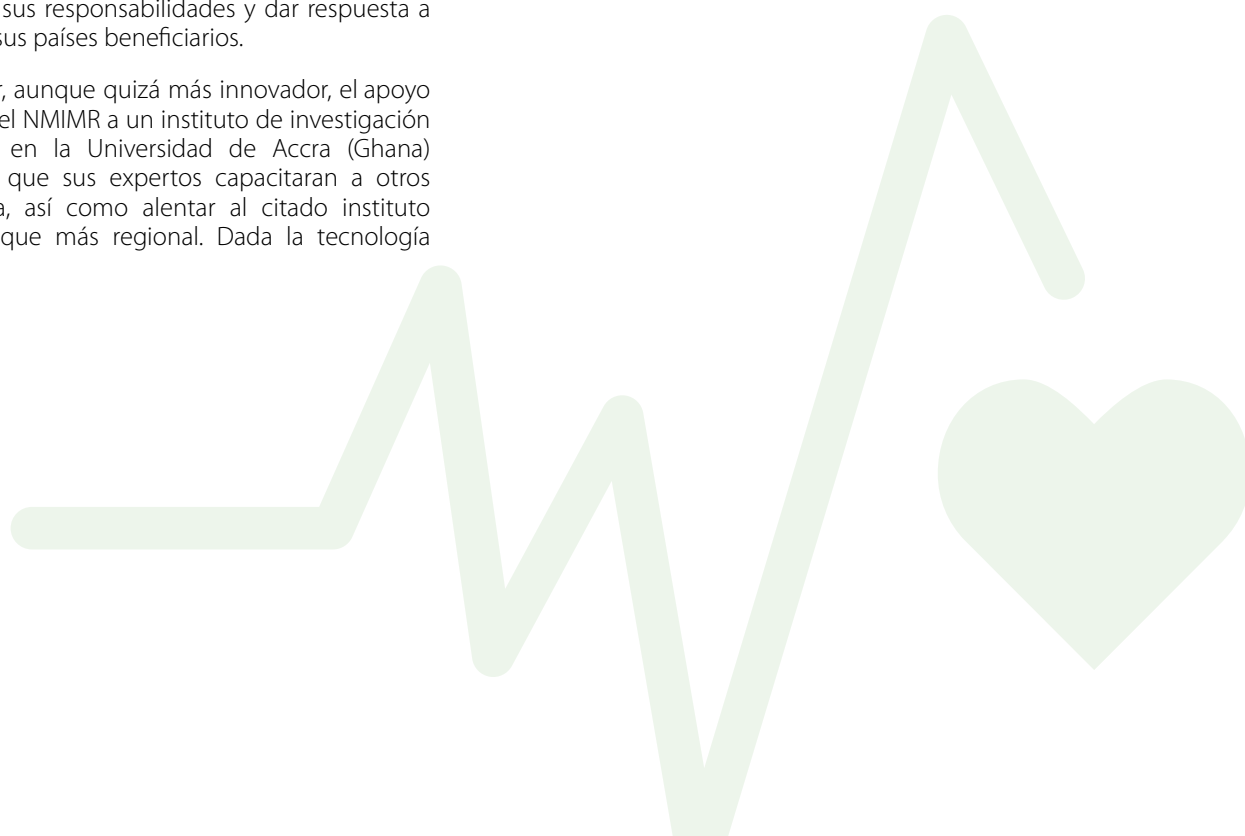 sus responsabilidades y dar respuesta a
sus países beneficiarios.
, aunque quizá más innovador, el apoyo
el NMIMR a un instituto de investigación
en la Universidad de Accra (Ghana)
que sus expertos capacitaran a otros
, así como alentar al citado instituto
que más regional. Dada la tecnología